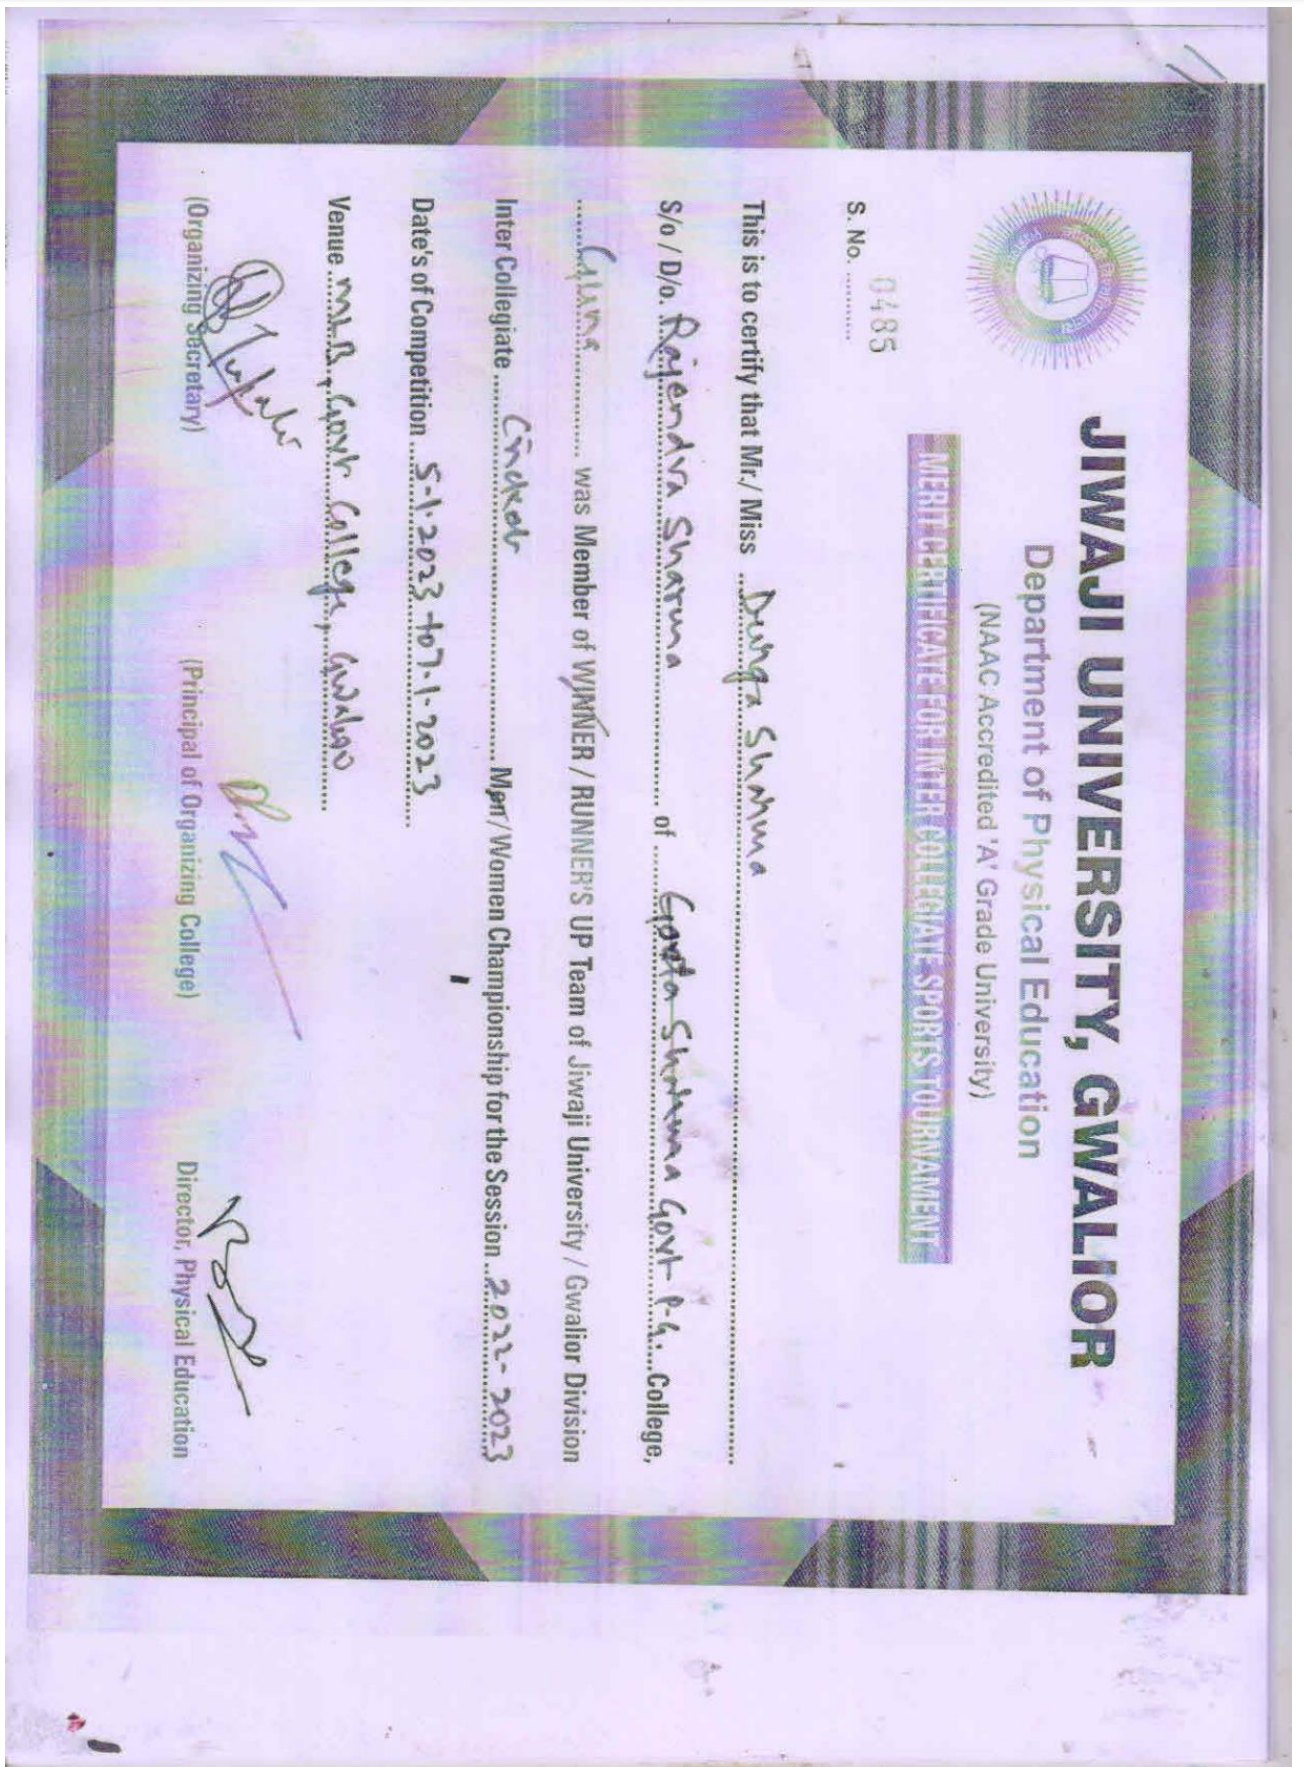 JIWAJI UNIVERSITY, GWALIOR
Department of Physical Education
(NAAC Accredited 'A' Grade University)
MERIT CERTIFICATE FOR INTER COLLEGIATE SPORTS TOURNAMENT
S. No. 0485
This is to certify that Mr./ Miss Durga Sharma
S/o / D/o. Rajendra Sharma of Sharma Govt P.G. College,
was Member of WINNER / RUNNER'S UP Team of Jiwaji University / Gwalior Division
Inter Collegiate Men/Women Championship for the Session 2022-2023
Date's of Competition 5-1-2023 to 7-1-2023
Venue MLB, Govt College, Gwalior
(Organizing Secretary) (Principal of Organizing College) Director, Physical Education